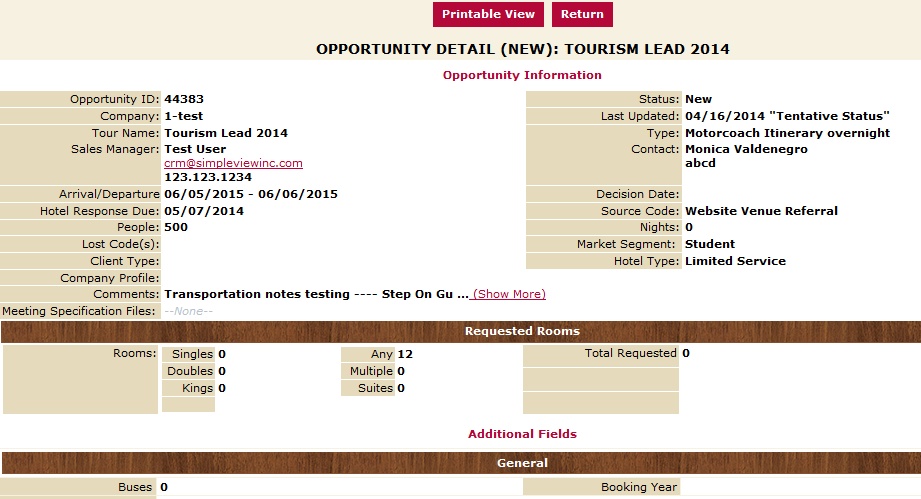 Printable View Return
OPPORTUNITY DETAIL (NEW): TOURISM LEAD 2014
Opportunity Information
Opportunity ID: 44383 Status: New
Company: 1-test Last Updated: 04/16/2014 "Tentative Status"
Tour Name: Tourism Lead 2014 Type: Motorcoach Itinerary overnight
Sales Manager: Test User Contact: Monica Valdenegro
crm@simpleviewinc.com abcd
123.123.1234
Arrival/Departure 06/05/2015 - 06/06/2015 Decision Date:
Hotel Response Due: 05/07/2014 Source Code: Website Venue Referral
People: 500 Nights: 0
Lost Code(s): Market Segment: Student
Client Type: Hotel Type: Limited Service
Company Profile:
Comments: Transportation notes testing ---- Step On Gu ... (Show More)
Meeting Specification Files: --None--
Requested Rooms
Rooms: Singles 0 Any 12 Total Requested 0
Doubles 0 Multiple 0
Kings 0 Suites 0
Additional Fields
General
Buses 0 Booking Year